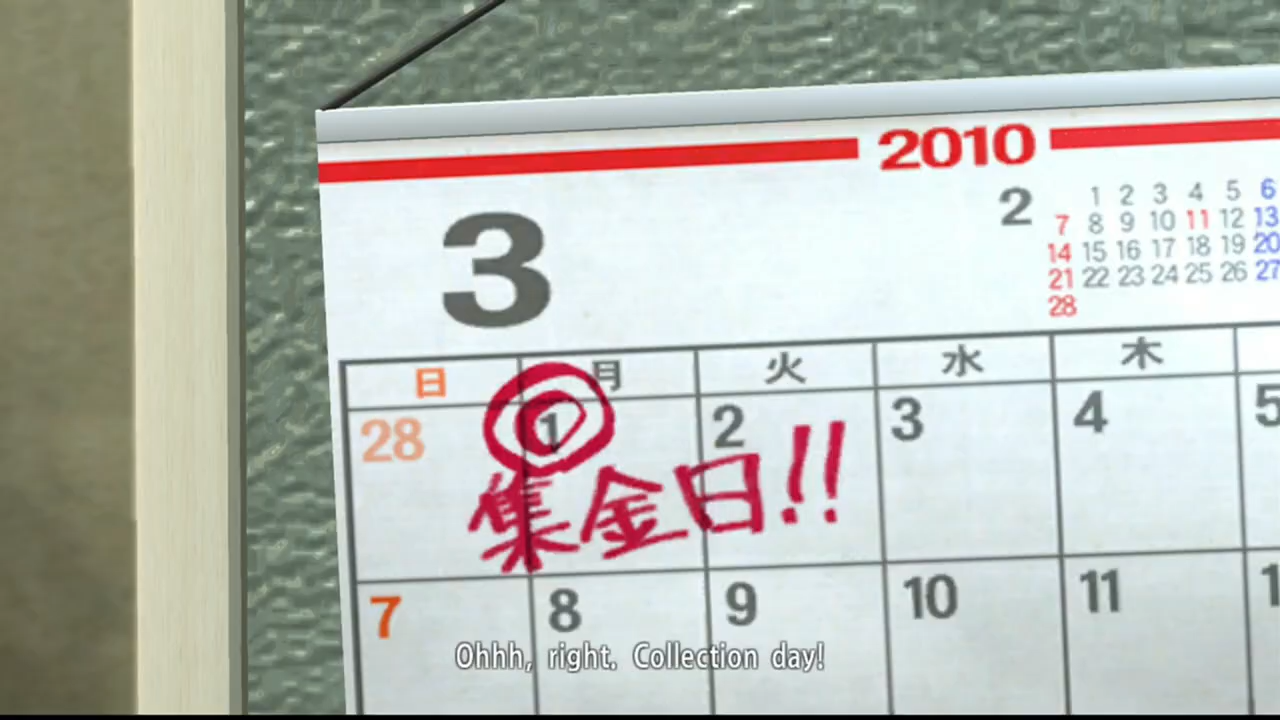 2010
3
2
1 2 3 4 5 6
7 8 9 10 11 12 13
14 15 16 17 18 19 20
21 22 23 24 25 26 27
28
日 月 火 水 木
28 1 2 3 4 5
集金日!!
7 8 9 10 11
Ohhh, right. Collection day!